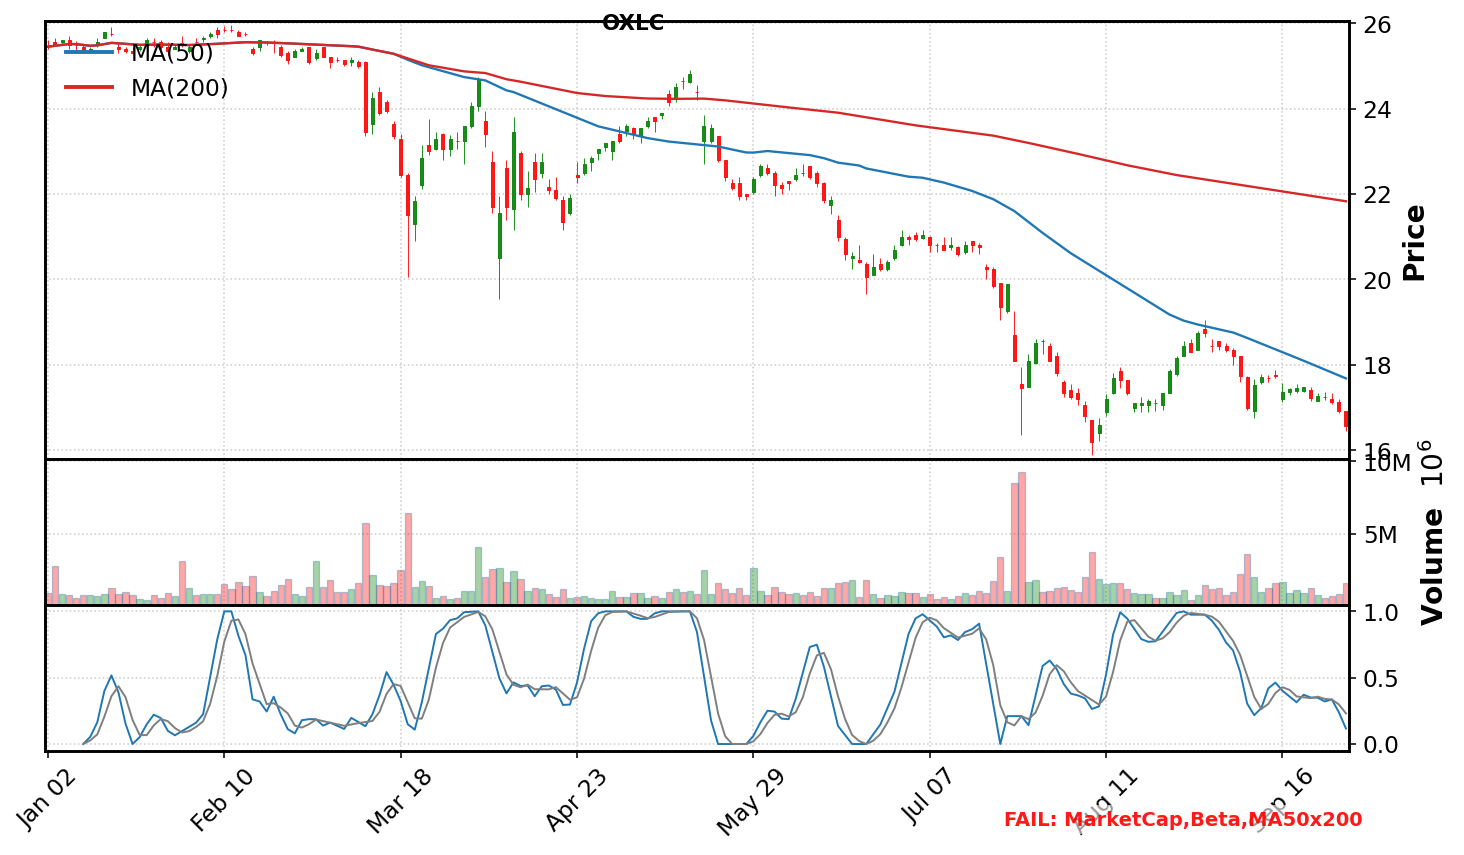 OXLC
MA(50)
MA(200)
26
24
22
20
18
16
Price
10M
5M
Volume 10^6
1.0
0.5
0.0
Jan 02
Feb 10
Mar 18
Apr 23
May 29
Jul 07
Aug 11
Sep 16
FAIL: MarketCap,Beta,MA50x200